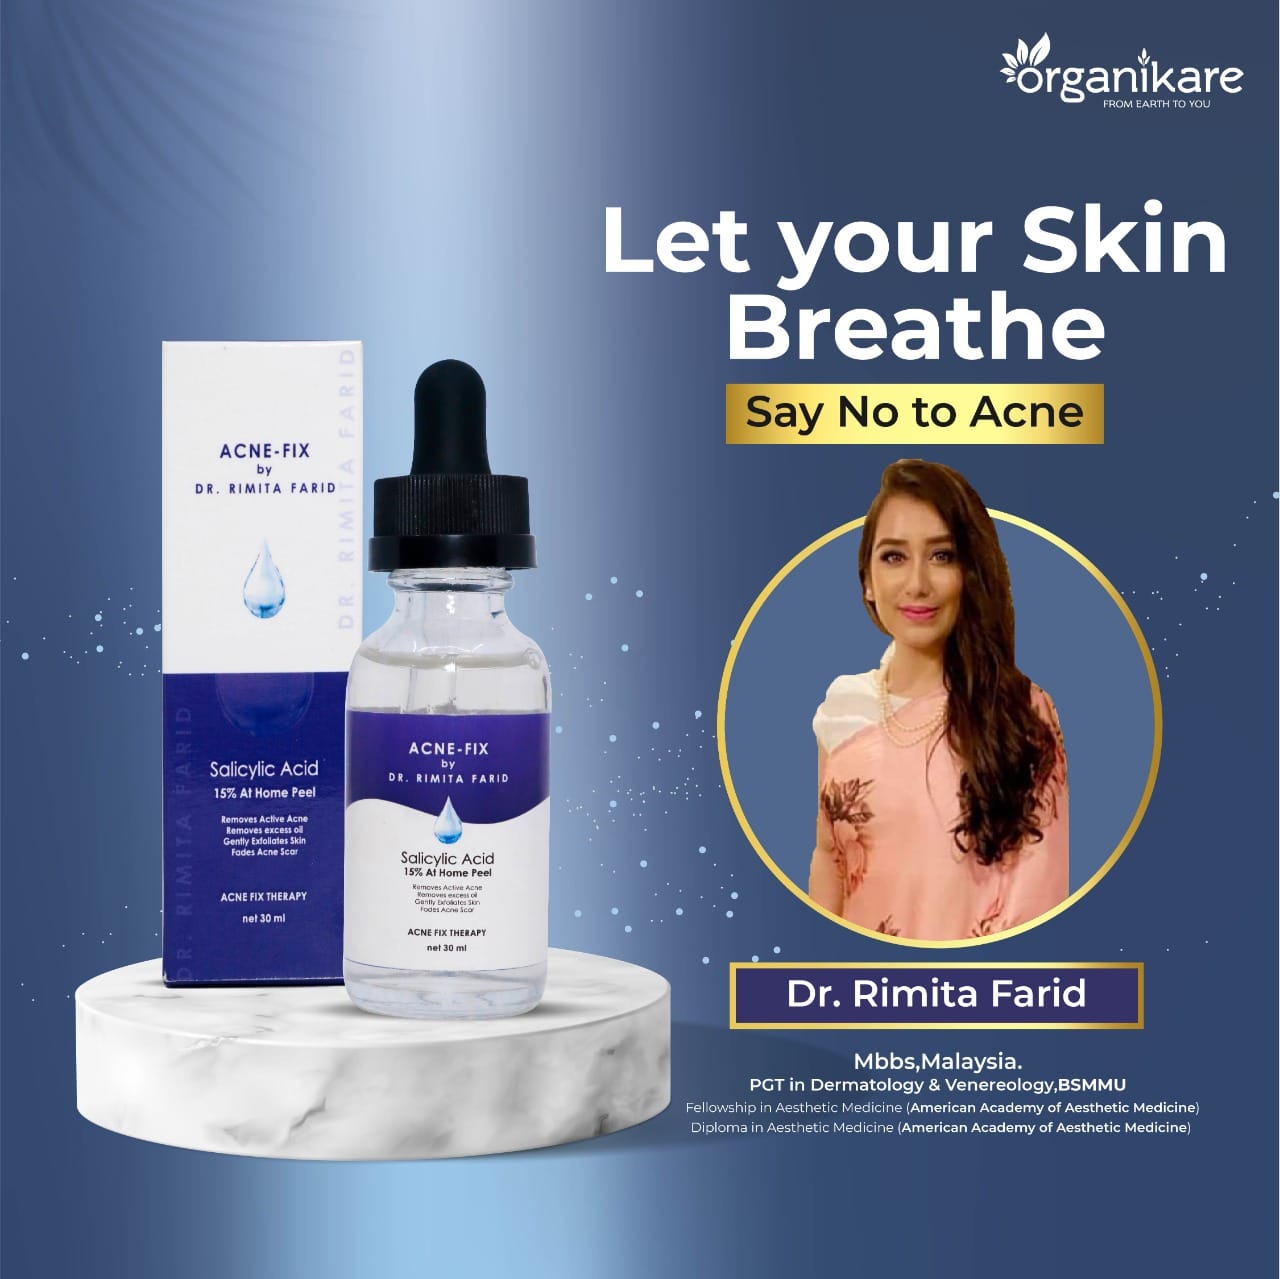 organikare
FROM EARTH TO YOU
Let your Skin
Breathe
Say No to Acne
DR. RIMITA FARID
ACNE-FIX
by
DR. RIMITA FARID
DR. RIMITA FARID
Salicylic Acid
15% At Home Peel
Removes Active Acne
Removes excess oil
Gently Exfoliates Skin
Fades Acne Scar
ACNE FIX THERAPY
net 30 ml
ACNE-FIX
by
DR. RIMITA FARID
Salicylic Acid
15% At Home Peel
Removes Active Acne
Removes excess oil
Gently Exfoliates Skin
Fades Acne Scar
ACNE FIX THERAPY
net 30 ml
Dr. Rimita Farid
Mbbs,Malaysia.
PGT in Dermatology & Venereology,BSMMU
Fellowship in Aesthetic Medicine (American Academy of Aesthetic Medicine)
Diploma in Aesthetic Medicine (American Academy of Aesthetic Medicine)